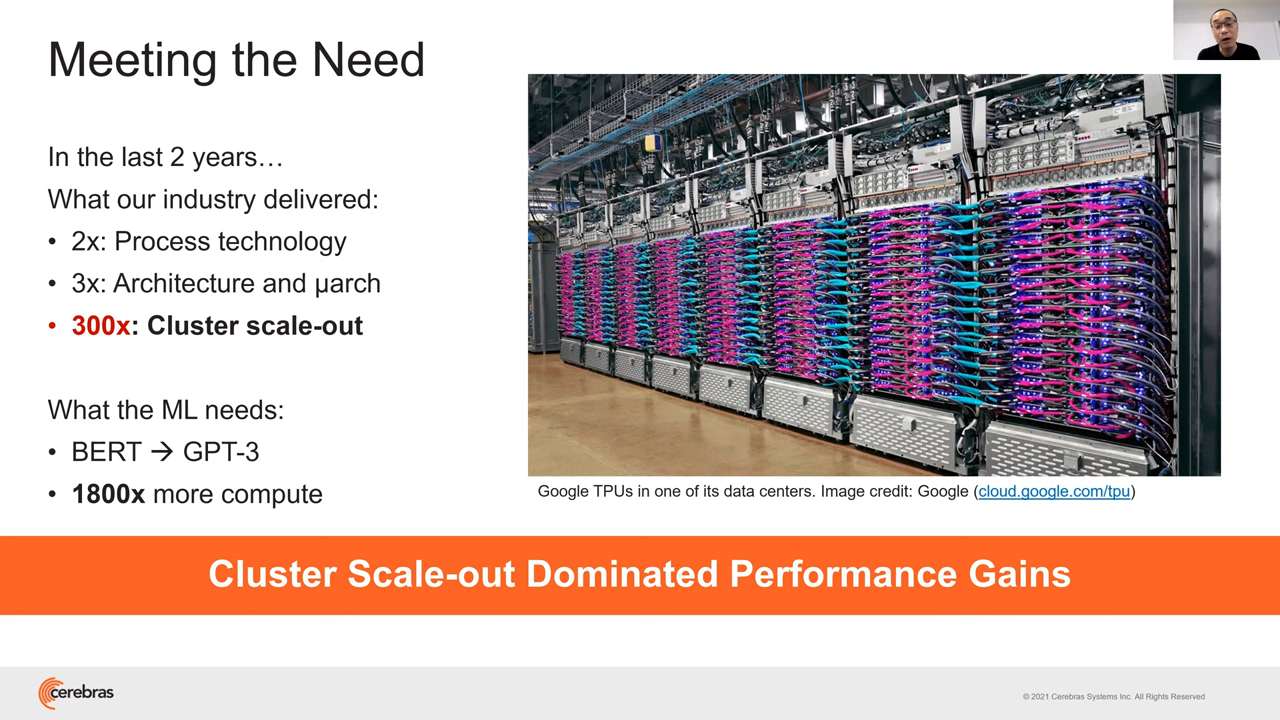 Meeting the Need
In the last 2 years…
What our industry delivered:
• 2x: Process technology
• 3x: Architecture and µarch
• 300x: Cluster scale-out
What the ML needs:
• BERT → GPT-3
• 1800x more compute
Google TPUs in one of its data centers. Image credit: Google (cloud.google.com/tpu)
Cluster Scale-out Dominated Performance Gains
cerebras
© 2021 Cerebras Systems Inc. All Rights Reserved